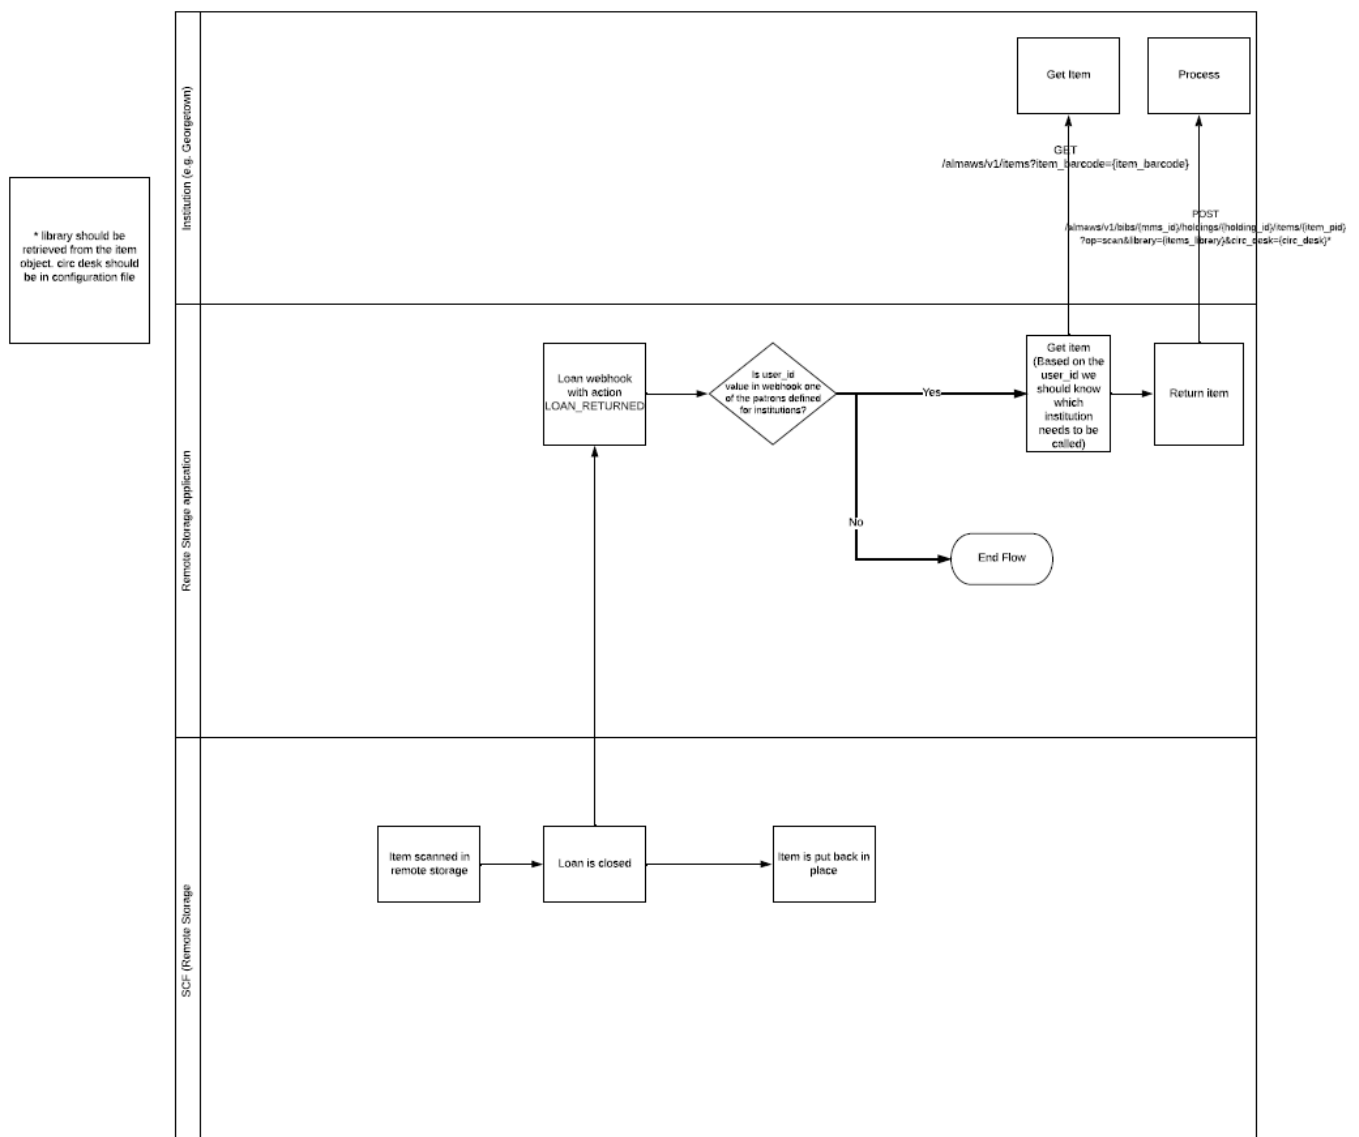 Institution (e.g. Georgetown)
Get Item
Process
GET
/almaws/v1/items?item_barcode={item_barcode}
POST
/almaws/v1/bibs/{mms_id}/holdings/{holding_id}/items/{item_pid}
?op=scan&library={items_library}&circ_desk={circ_desk}*
* library should be
retrieved from the item
object. circ desk should
be in configuration file
Remote Storage application
Loan webhook
with action
LOAN_RETURNED
Is user_id
value in webhook one
of the patrons defined
for institutions?
Yes
No
Get item
(Based on the
user_id we
should know
which
institution
needs to be
called)
Return item
End Flow
SCF (Remote Storage
Item scanned in
remote storage
Loan is closed
Item is put back in
place